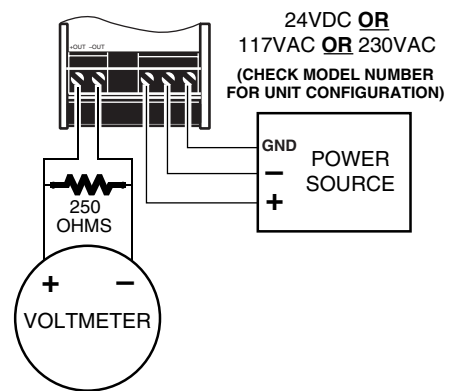 24VDC OR
117VAC OR 230VAC
(CHECK MODEL NUMBER
FOR UNIT CONFIGURATION)
+OUT –OUT
GND
–
+
POWER
SOURCE
250
OHMS
+ –
VOLTMETER